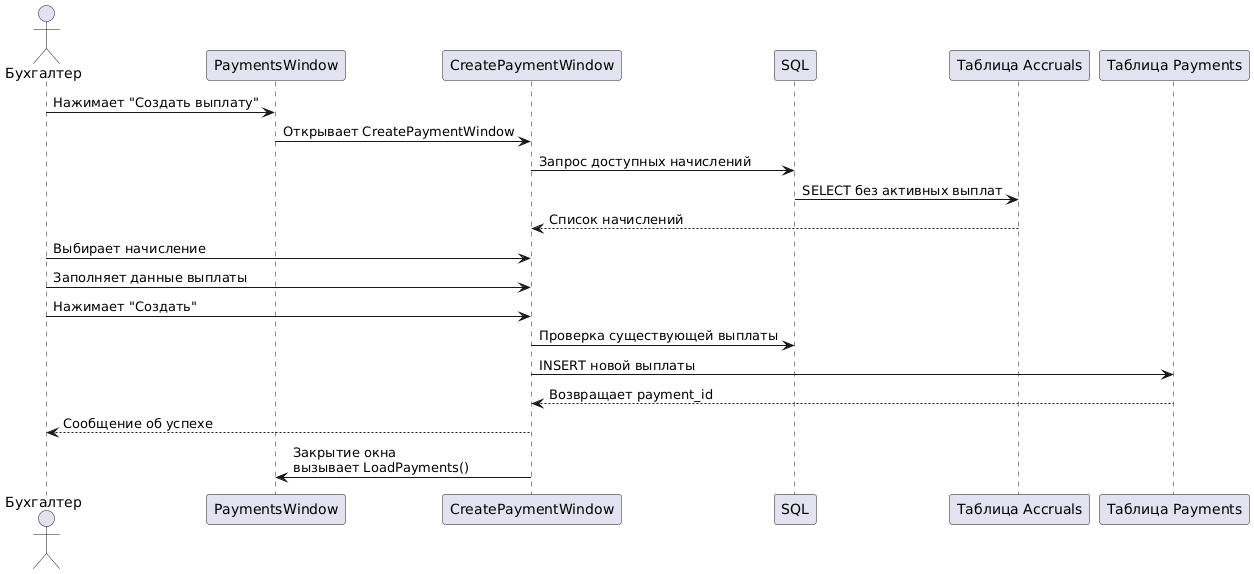 Бухгалтер
PaymentsWindow
CreatePaymentWindow
SQL
Таблица Accruals
Таблица Payments
Нажимает "Создать выплату"
Открывает CreatePaymentWindow
Запрос доступных начислений
SELECT без активных выплат
Список начислений
Выбирает начисление
Заполняет данные выплаты
Нажимает "Создать"
Проверка существующей выплаты
INSERT новой выплаты
Возвращает payment_id
Сообщение об успехе
Закрытие окна
вызывает LoadPayments()
Бухгалтер
PaymentsWindow
CreatePaymentWindow
SQL
Таблица Accruals
Таблица Payments